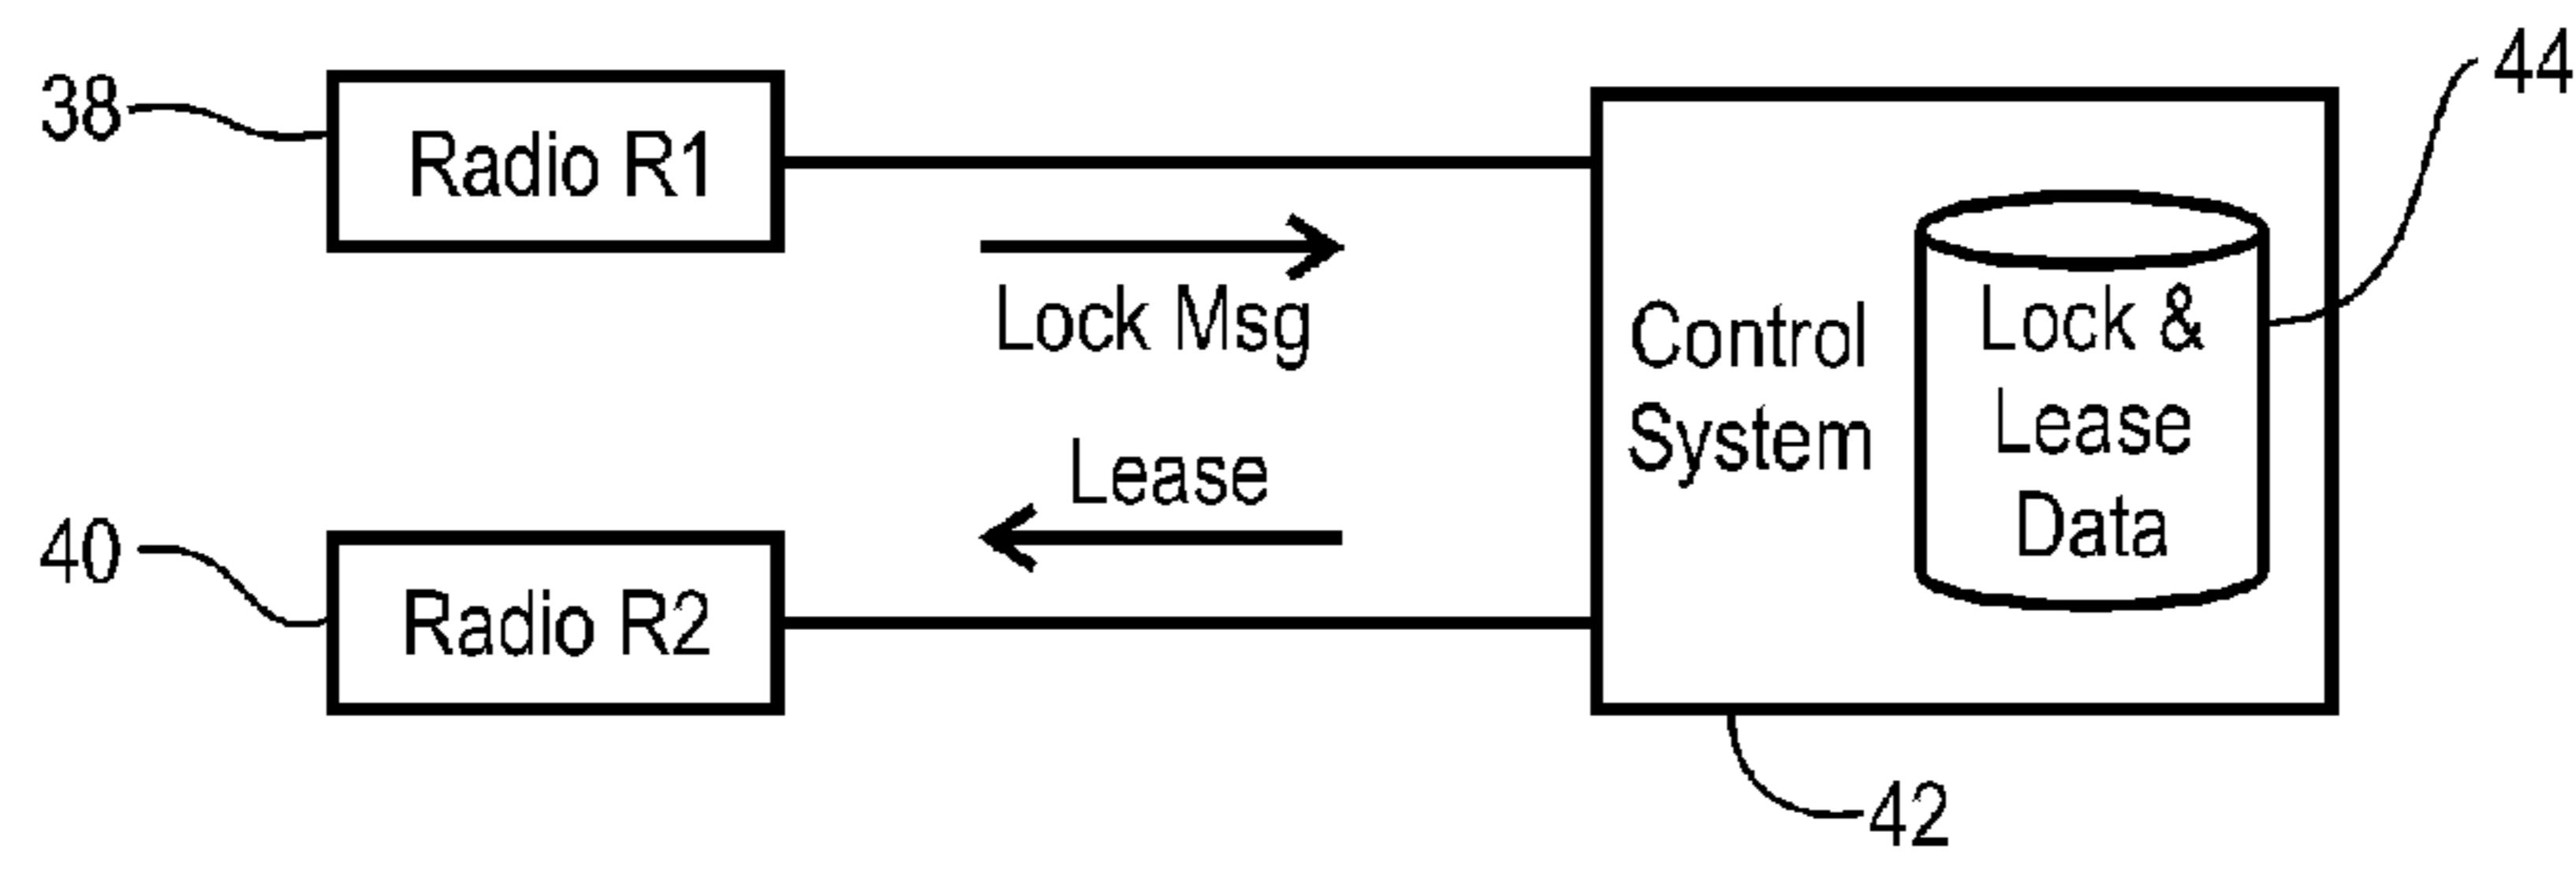 44
38
Radio R1
Lock Msg
Control
System
Lock &
Lease
Data
Lease
40
Radio R2
42